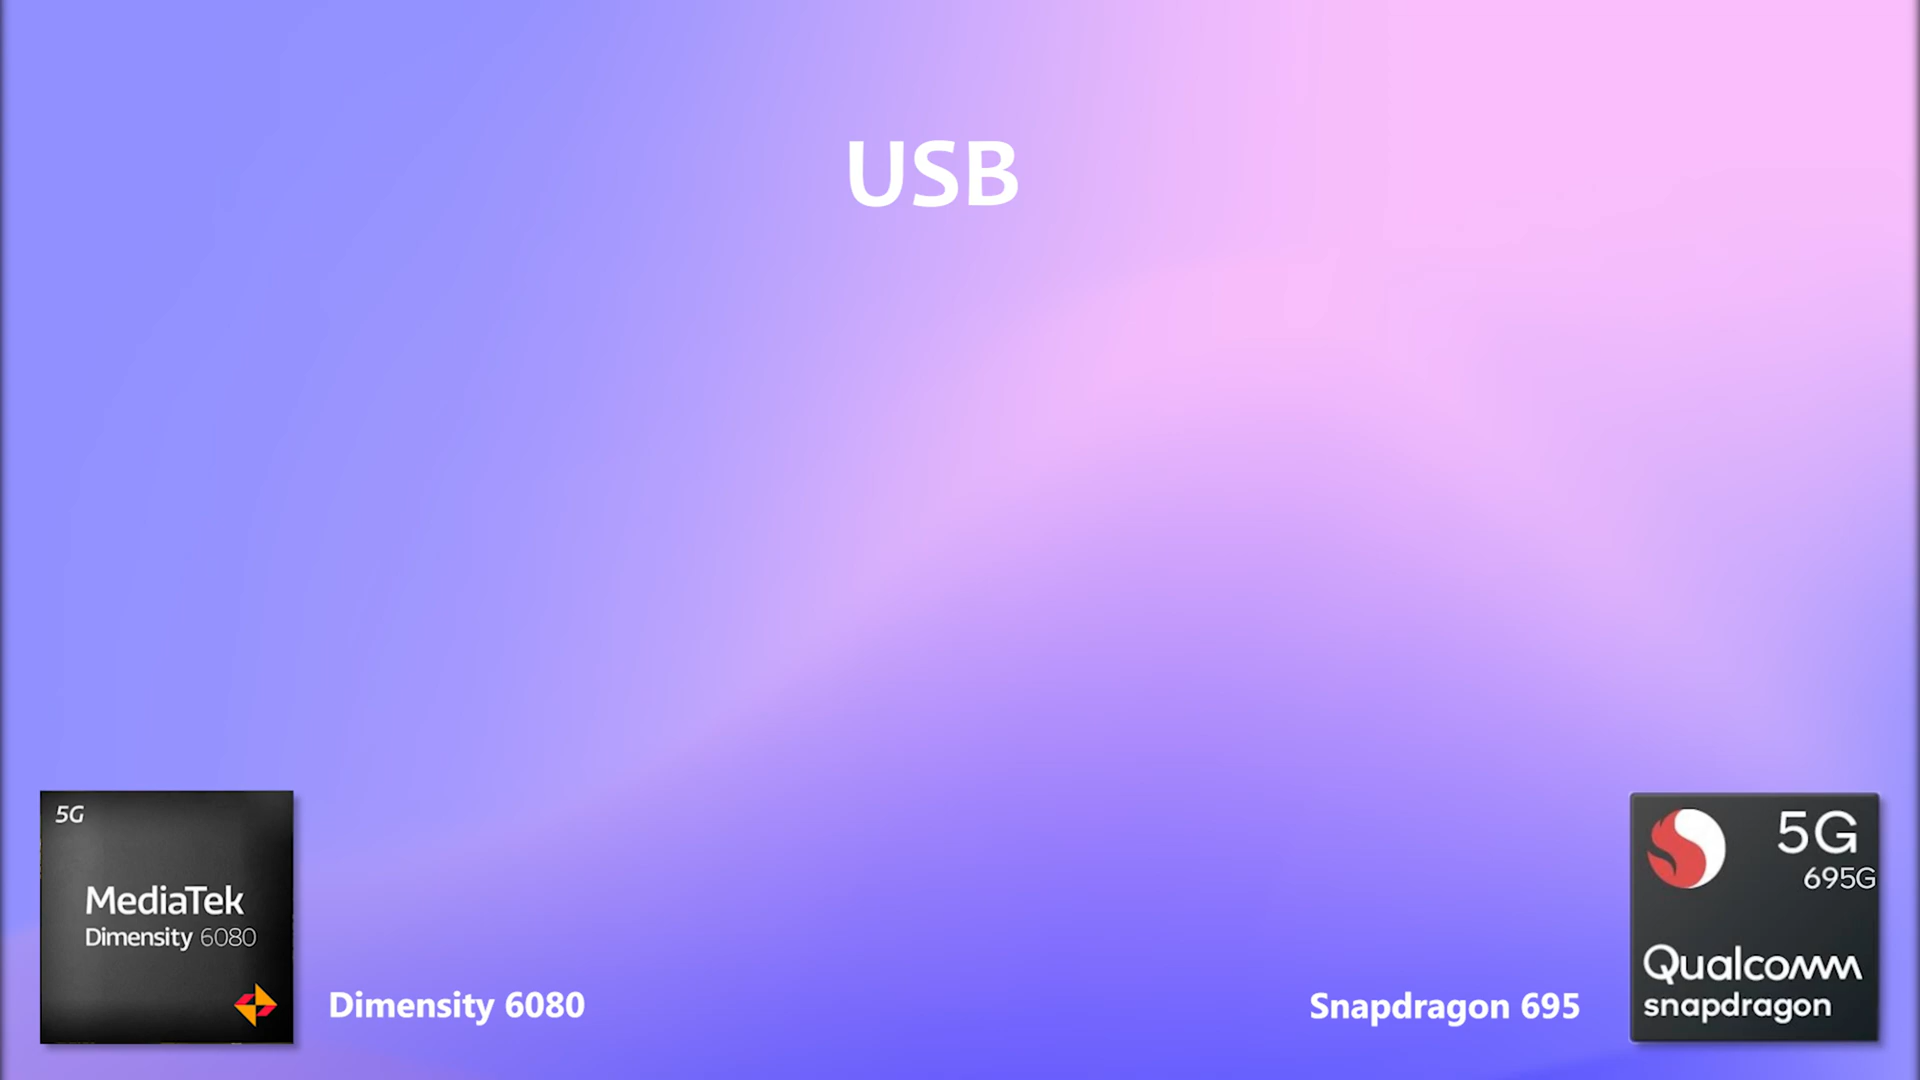 USB
5G
MediaTek
Dimensity 6080
Dimensity 6080
Snapdragon 695
5G
695G
Qualcomm
snapdragon